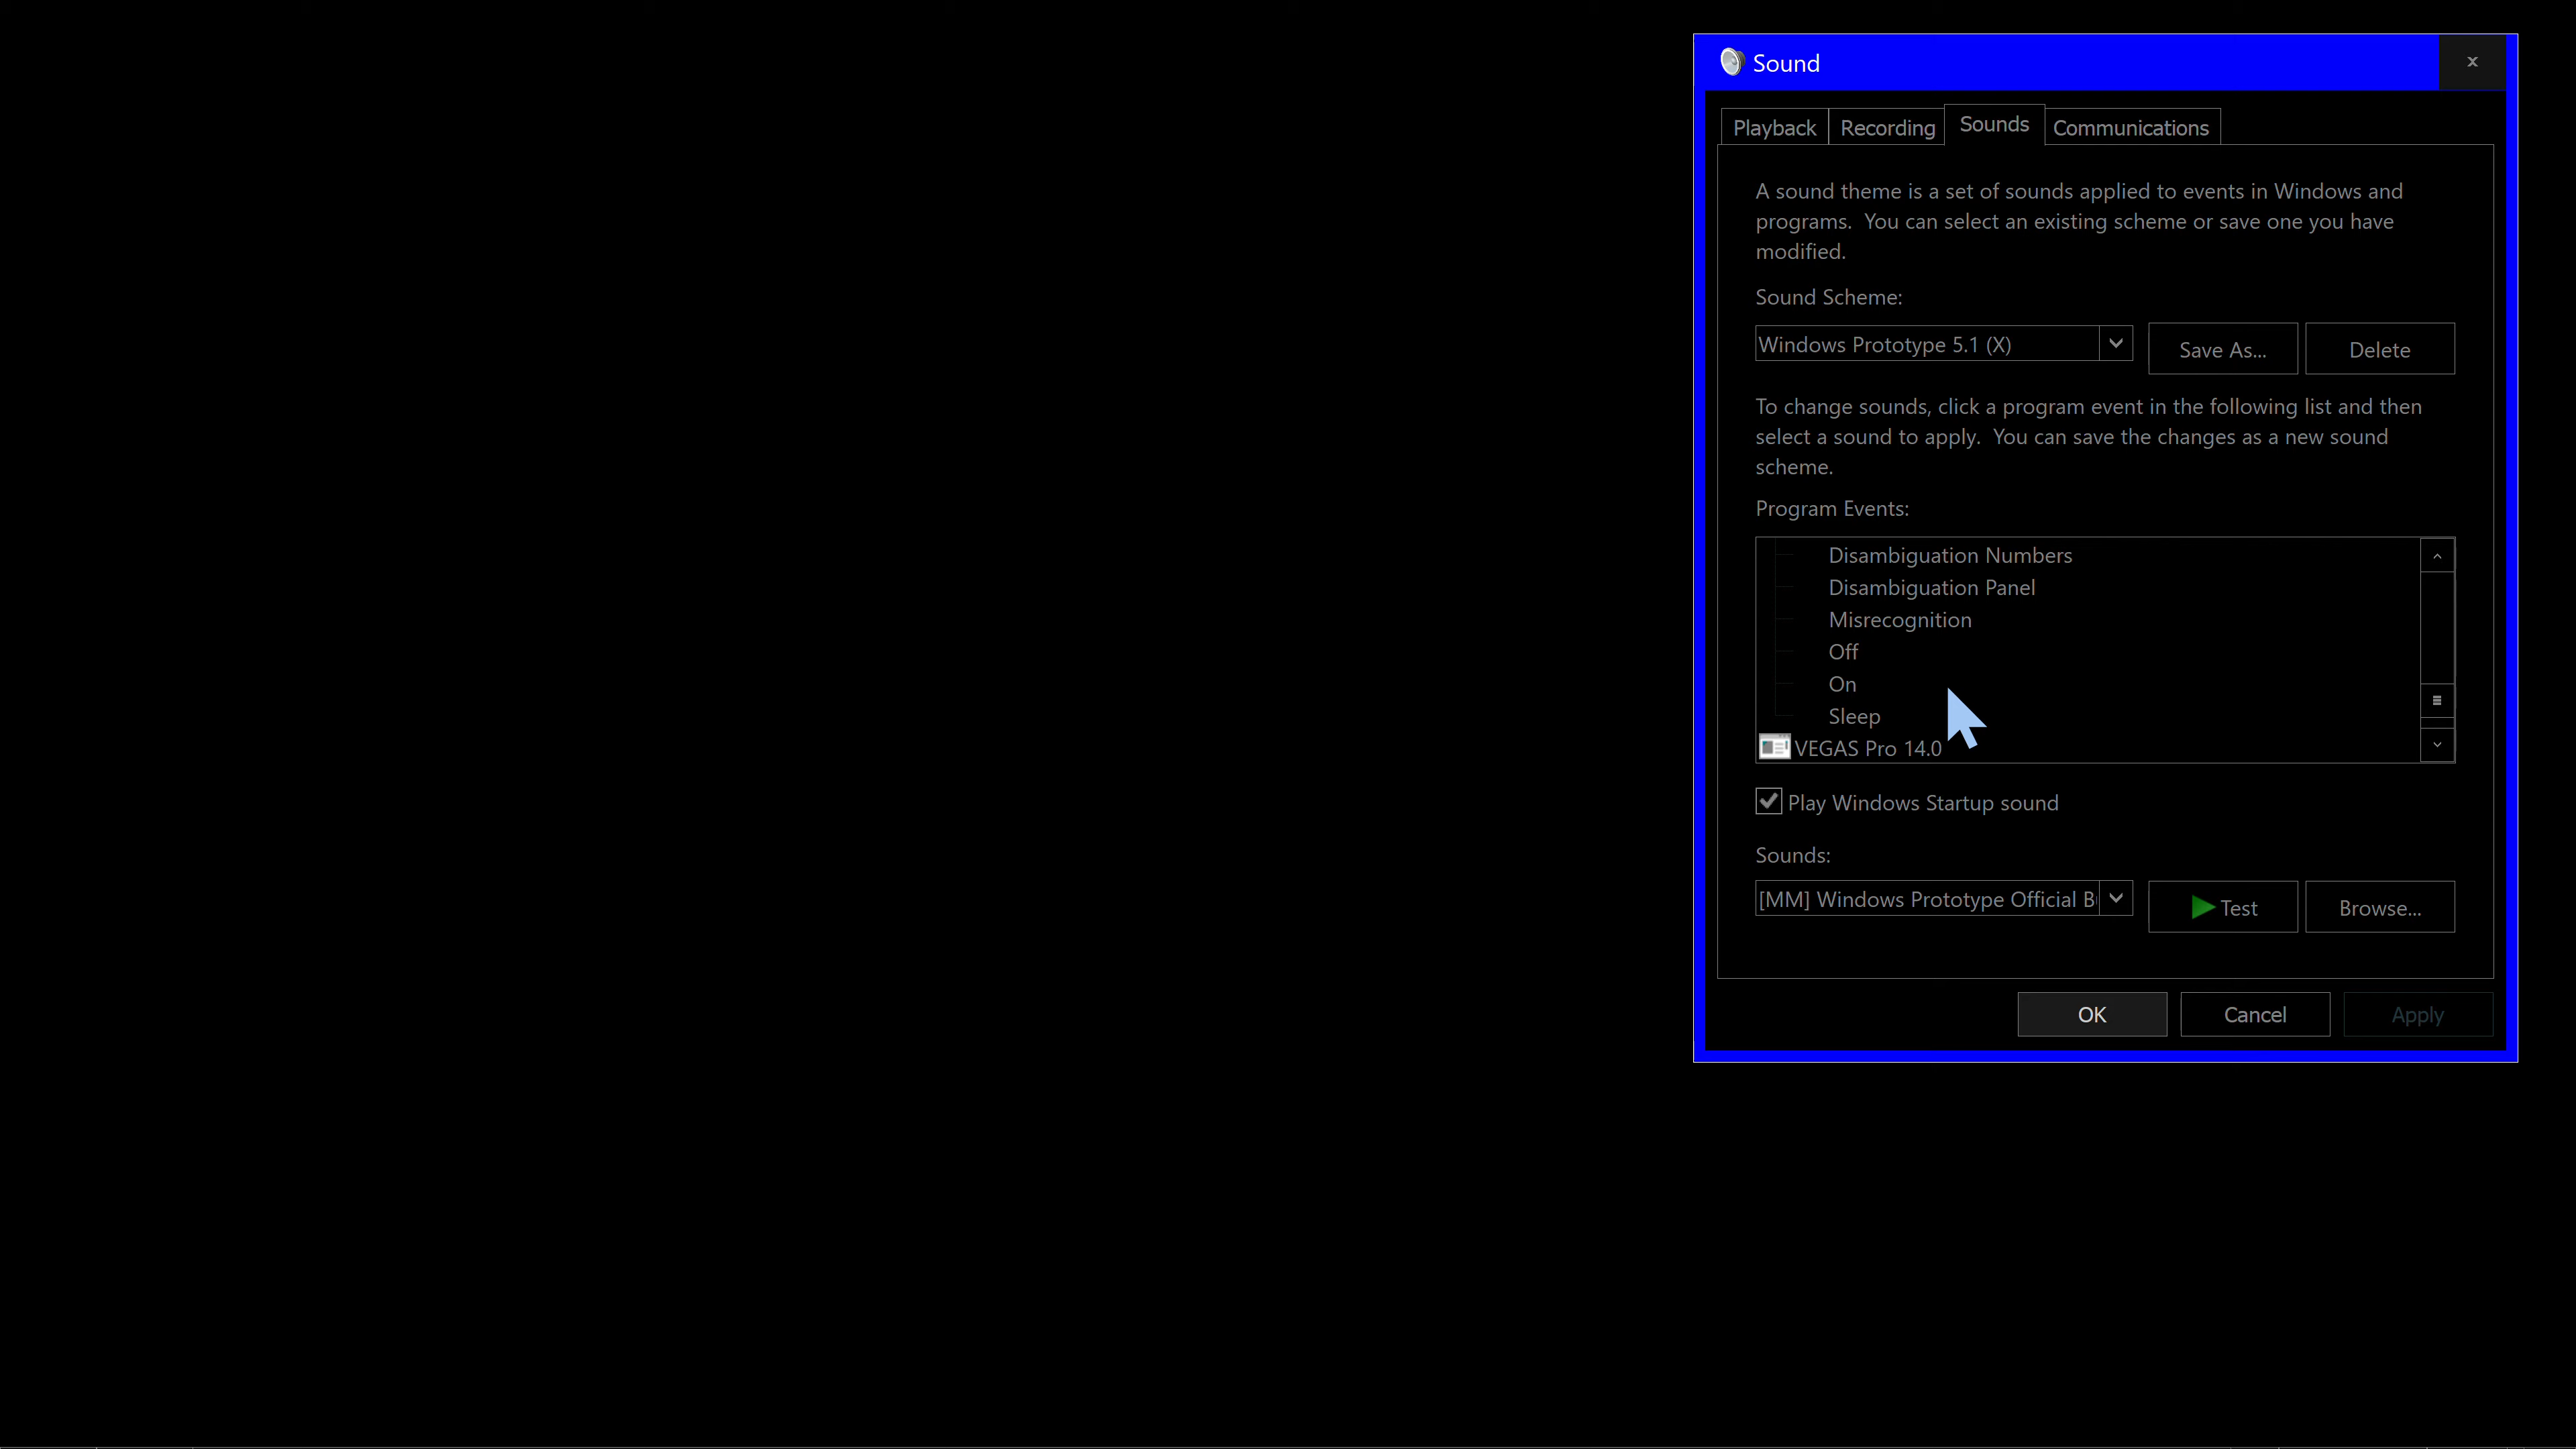 Sound
Playback
Recording
Sounds
Communications
A sound theme is a set of sounds applied to events in Windows and
programs.  You can select an existing scheme or save one you have
modified.
Sound Scheme:
Windows Prototype 5.1 (X)
Save As...
Delete
To change sounds, click a program event in the following list and then
select a sound to apply.  You can save the changes as a new sound
scheme.
Program Events:
Disambiguation Numbers
Disambiguation Panel
Misrecognition
Off
On
Sleep
VEGAS Pro 14.0
Play Windows Startup sound
Sounds:
[MM] Windows Prototype Official B
Test
Browse...
OK
Cancel
Apply